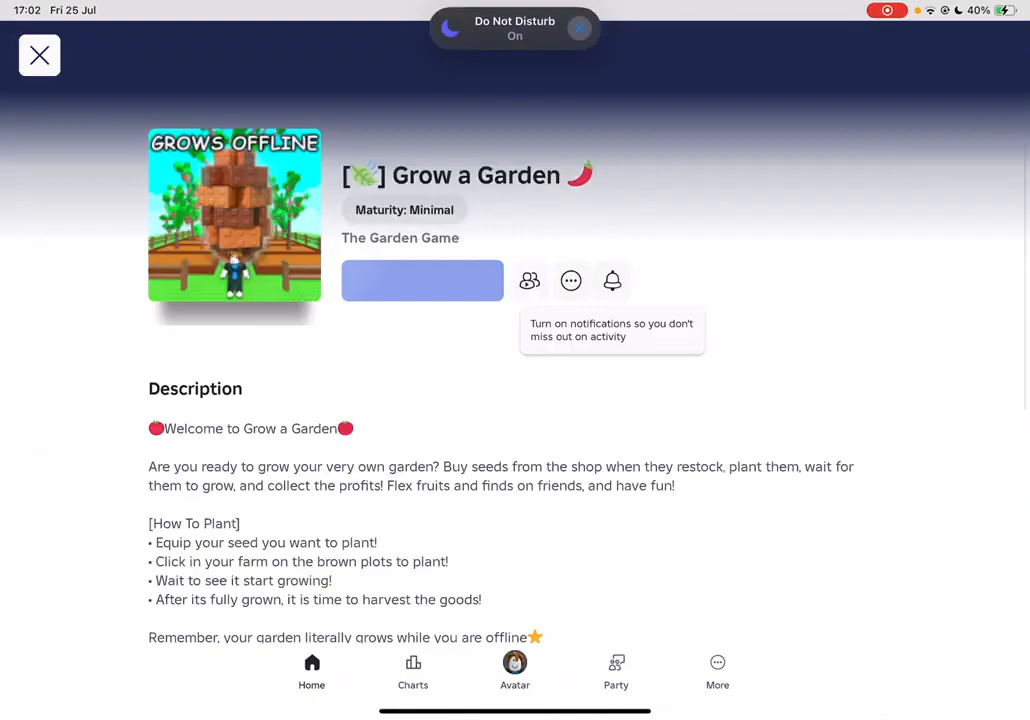 17:02 Fri 25 Jul
40%
Do Not Disturb
On
GROWS OFFLINE
[🍃] Grow a Garden 🌶️
Maturity: Minimal
The Garden Game
Turn on notifications so you don't
miss out on activity
Description
🍅Welcome to Grow a Garden🍅
Are you ready to grow your very own garden? Buy seeds from the shop when they restock, plant them, wait for
them to grow, and collect the profits! Flex fruits and finds on friends, and have fun!
[How To Plant]
• Equip your seed you want to plant!
• Click in your farm on the brown plots to plant!
• Wait to see it start growing!
• After its fully grown, it is time to harvest the goods!
Remember, your garden literally grows while you are offline⭐
Home
Charts
Avatar
Party
More